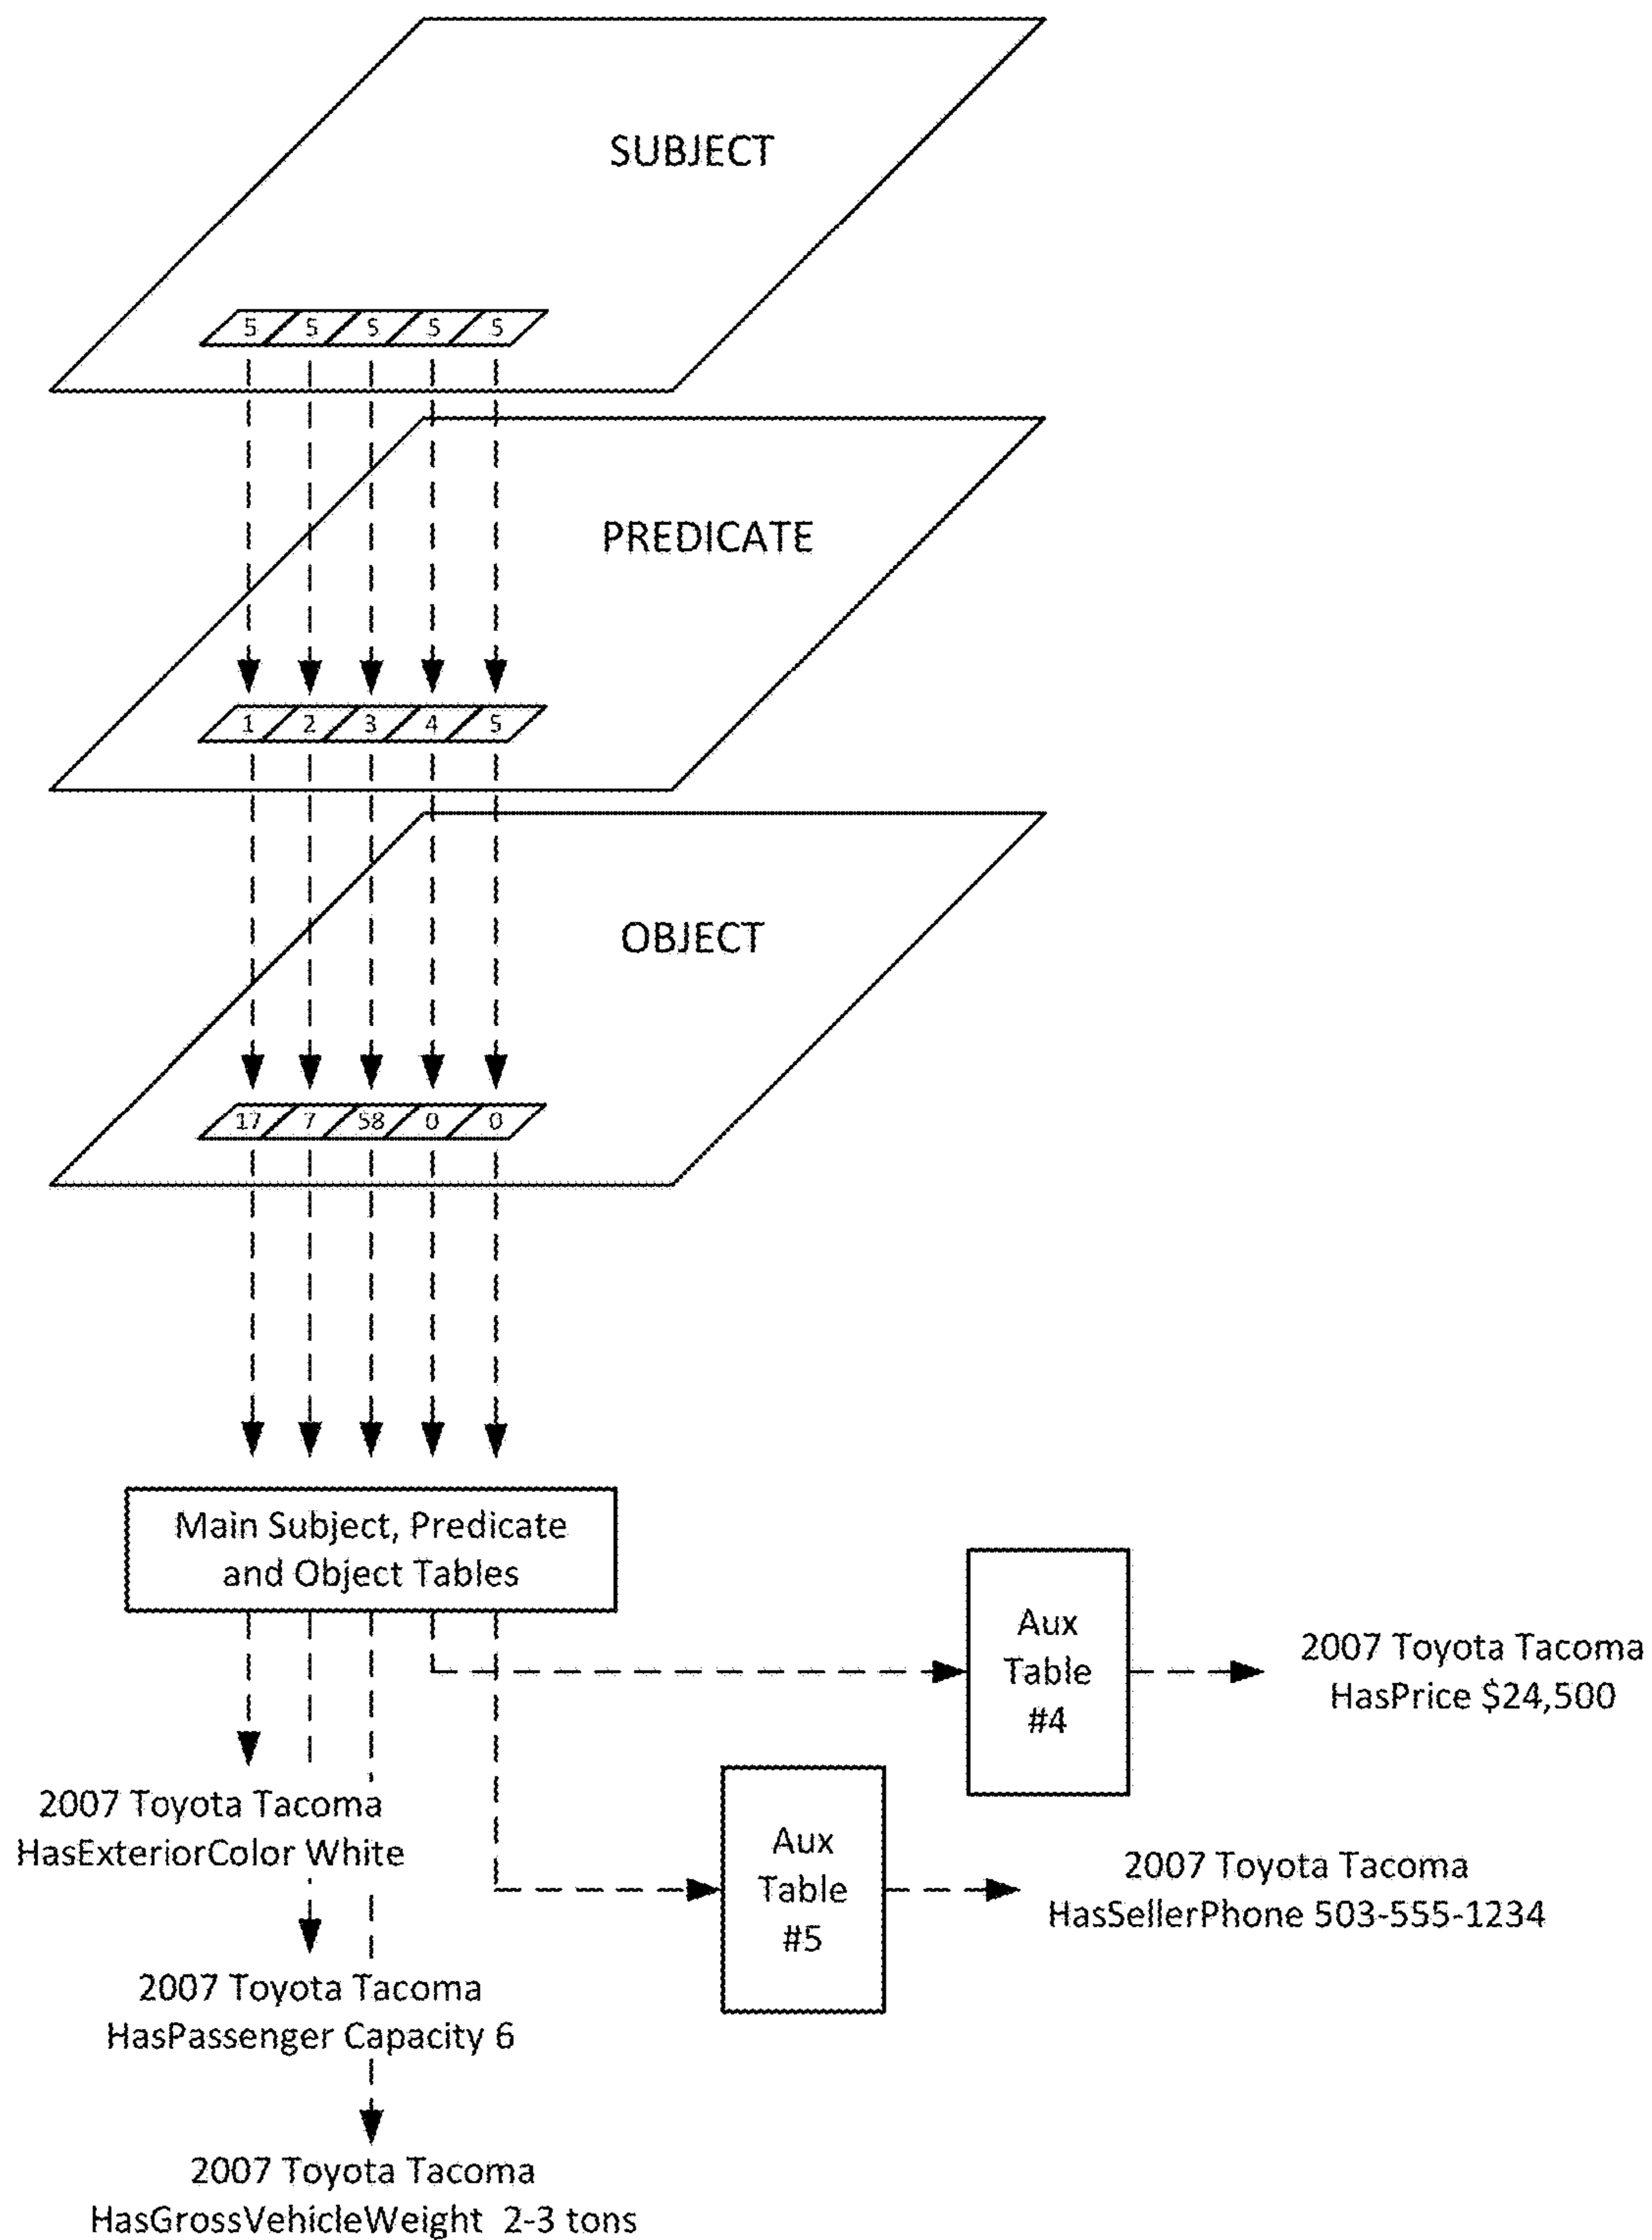 SUBJECT
5 5 5 5 5
PREDICATE
1 2 3 4 5
OBJECT
17 7 58 0 0
Main Subject, Predicate
and Object Tables
Aux
Table
#4
2007 Toyota Tacoma
HasPrice $24,500
2007 Toyota Tacoma
HasExteriorColor White
Aux
Table
#5
2007 Toyota Tacoma
HasSellerPhone 503-555-1234
2007 Toyota Tacoma
HasPassenger Capacity 6
2007 Toyota Tacoma
HasGrossVehicleWeight  2-3 tons